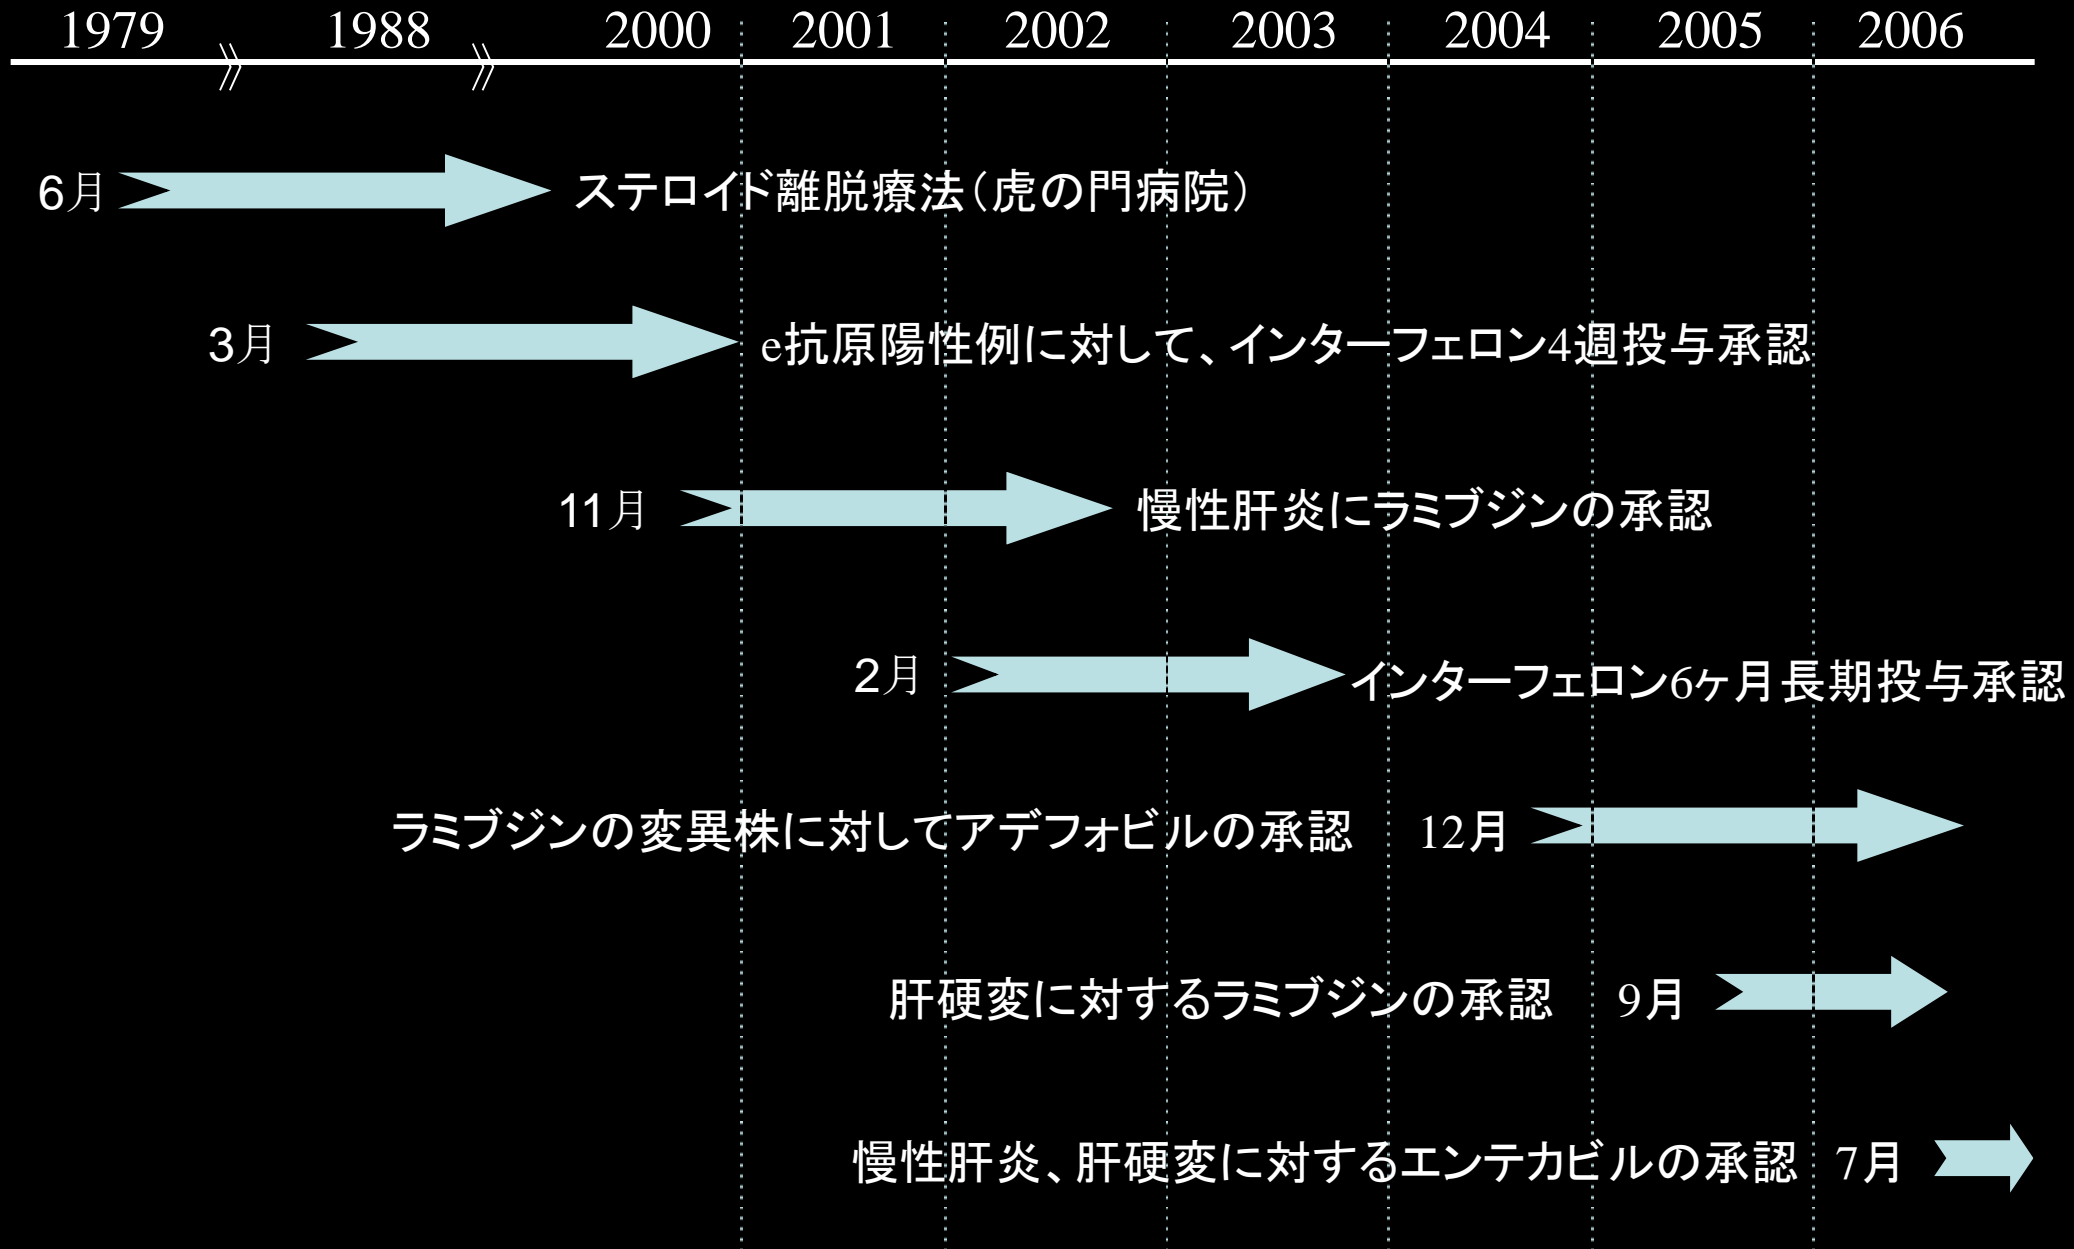 1979 1988 2000 2001 2002 2003 2004 2005 2006
6月 ステロイド離脱療法(虎の門病院)
3月 e抗原陽性例に対して、インターフェロン4週投与承認
11月 慢性肝炎にラミブジンの承認
2月 インターフェロン6ヶ月長期投与承認
ラミブジンの変異株に対してアデフォビルの承認 12月
肝硬変に対するラミブジンの承認 9月
慢性肝炎、肝硬変に対するエンテカビルの承認 7月